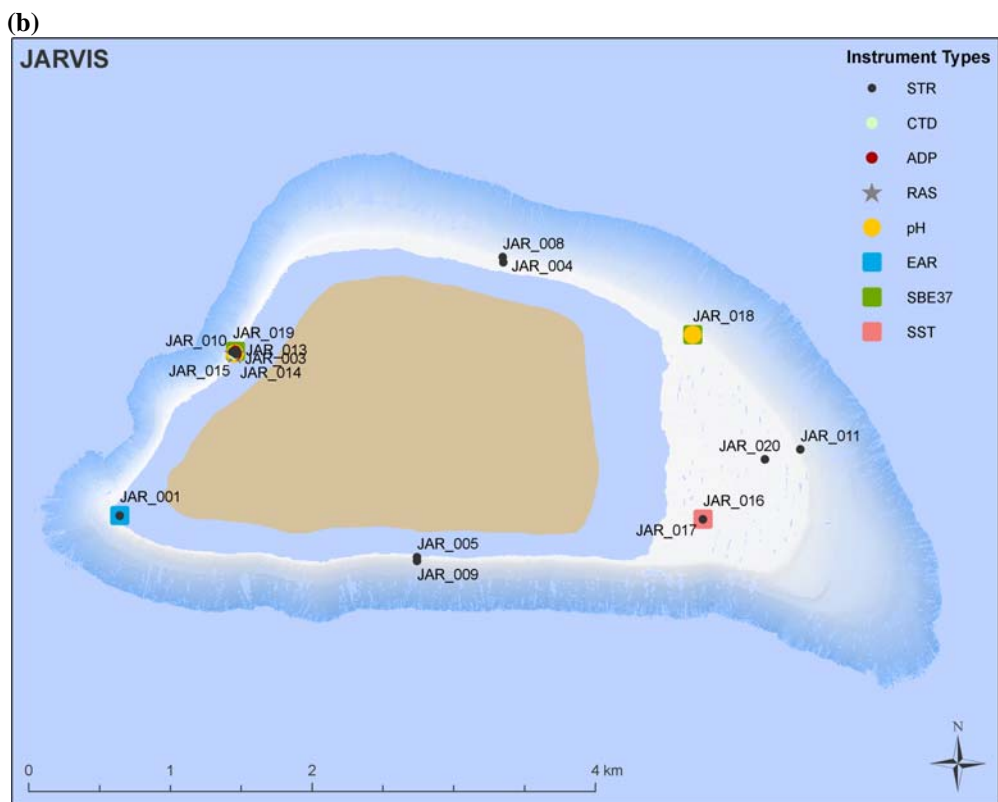 (b)
JARVIS
Instrument Types
STR
CTD
ADP
RAS
pH
EAR
SBE37
SST
JAR_008
JAR_004
JAR_018
JAR_019
JAR_010
JAR_013
JAR_003
JAR_015
JAR_014
JAR_011
JAR_020
JAR_001
JAR_016
JAR_017
JAR_005
JAR_009
N
0 1 2 4 km